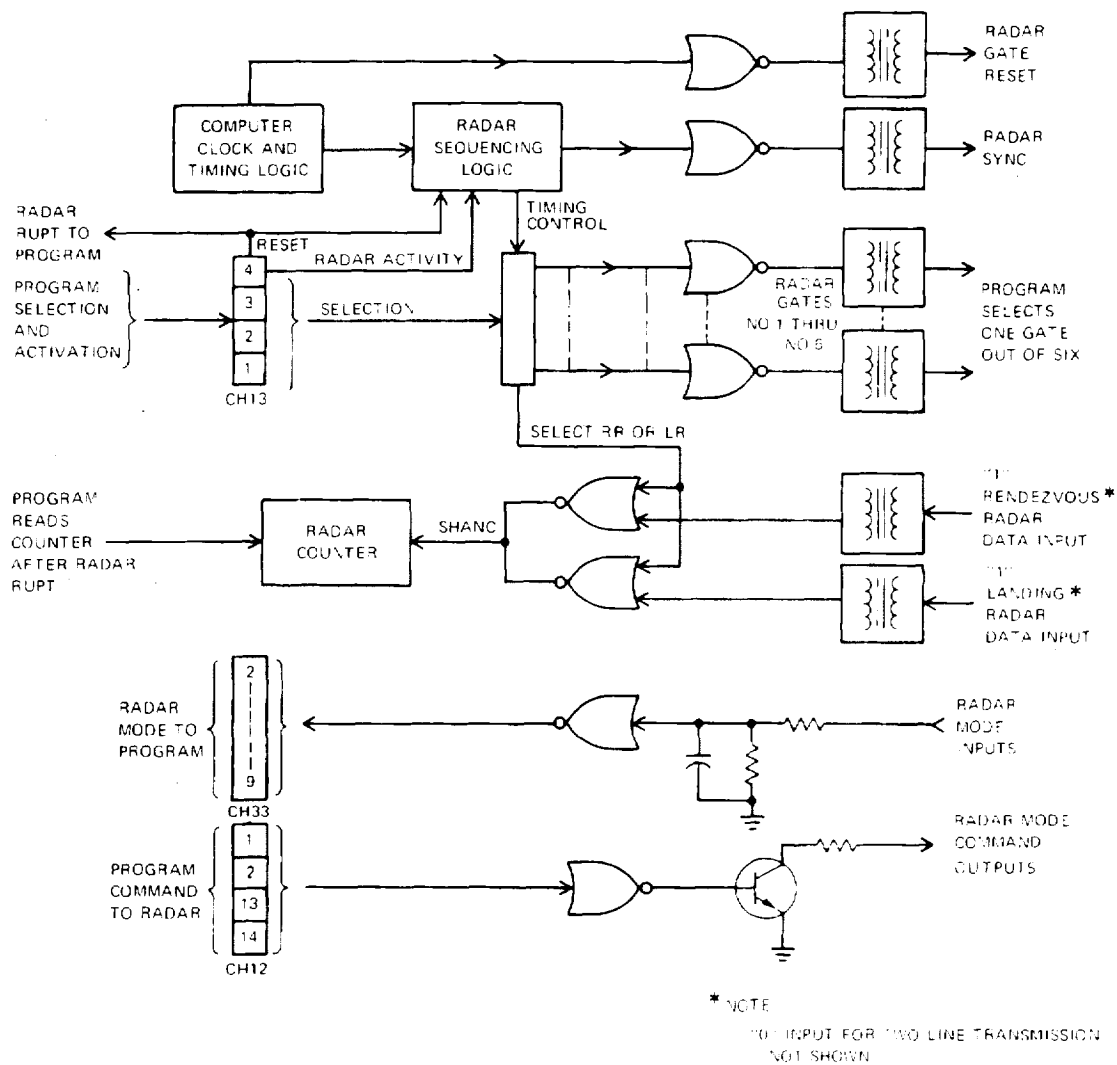 RADAR
GATE
RESET
COMPUTER
CLOCK AND
TIMING LOGIC
RADAR
SEQUENCING
LOGIC
RADAR
SYNC
RADAR
RUPT TO
PROGRAM
RESET
TIMING
CONTROL
RADAR ACTIVITY
PROGRAM
SELECTION
AND
ACTIVATION
4
3
2
1
CH13
SELECTION
RADAR
GATES
NO.1 THRU
NO.6
PROGRAM
SELECTS
ONE GATE
OUT OF SIX
SELECT RR OR LR
PROGRAM
READS
COUNTER
AFTER RADAR
RUPT
RADAR
COUNTER
SHANC
"1"
RENDEZVOUS *
RADAR
DATA INPUT
"1"
LANDING *
RADAR
DATA INPUT
RADAR
MODE TO
PROGRAM
2
9
CH33
RADAR
MODE
INPUTS
PROGRAM
COMMAND
TO RADAR
1
2
13
14
CH12
RADAR MODE
COMMAND
OUTPUTS
* NOTE
"0" INPUT FOR TWO LINE TRANSMISSION
NOT SHOWN